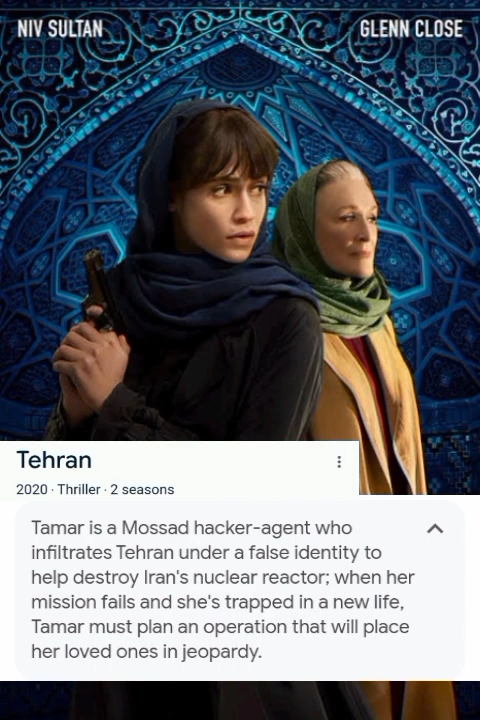 NIV SULTAN GLENN CLOSE
Tehran
2020 · Thriller · 2 seasons
Tamar is a Mossad hacker-agent who
infiltrates Tehran under a false identity to
help destroy Iran's nuclear reactor; when her
mission fails and she's trapped in a new life,
Tamar must plan an operation that will place
her loved ones in jeopardy.